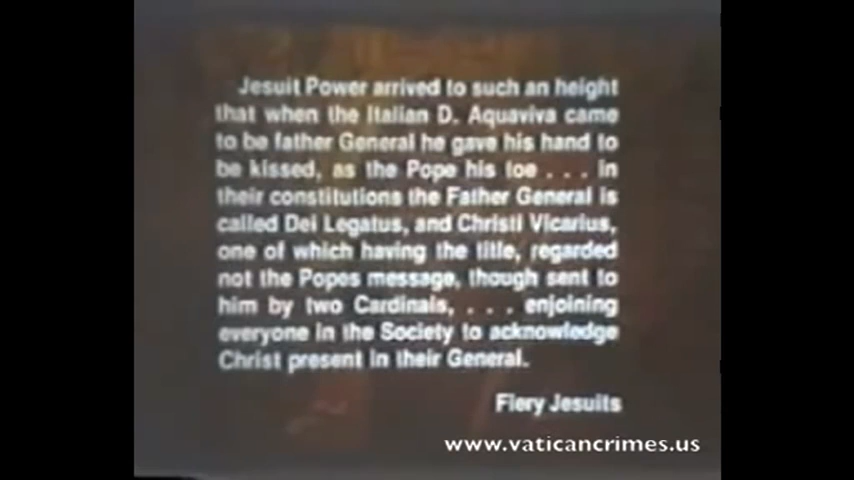 Jesuit Power arrived to such an height
that when the Italian D. Aquaviva came
to be father General he gave his hand to
be kissed, as the Pope his toe . . . in
their constitutions the Father General is
called Dei Legatus, and Christi Vicarius,
one of which having the title, regarded
not the Popes message, though sent to
him by two Cardinals, . . . enjoining
everyone in the Society to acknowledge
Christ present in their General.
Fiery Jesuits
www.vaticancrimes.us